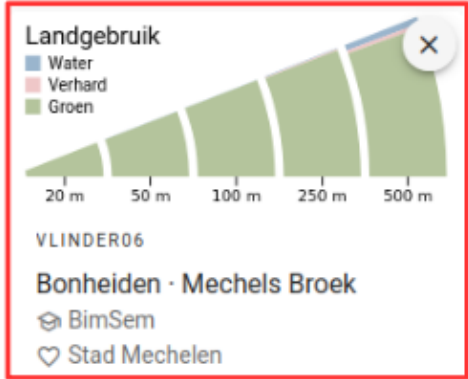 Landgebruik
Water
Verhard
Groen
20 m 50 m 100 m 250 m 500 m
VLINDER06
Bonheiden · Mechels Broek
BimSem
Stad Mechelen